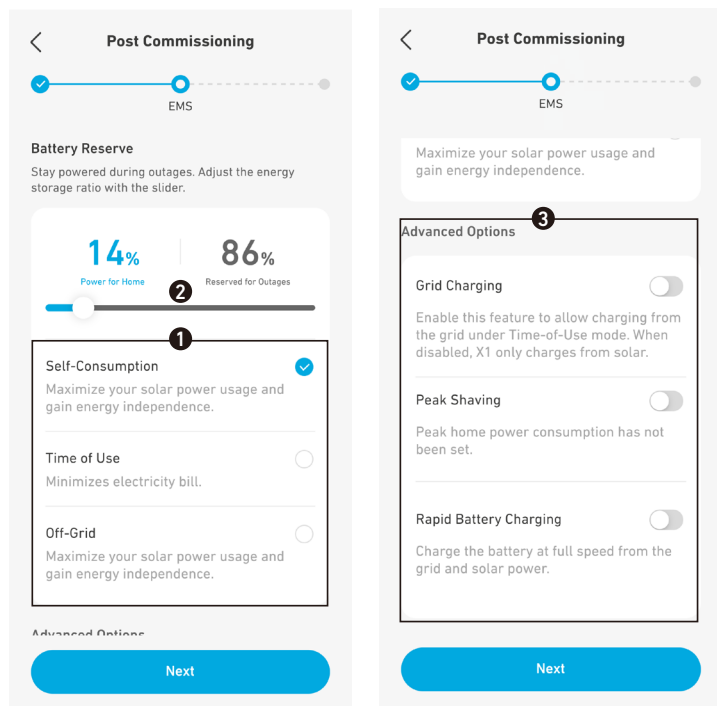 Post Commissioning
EMS
Battery Reserve
Stay powered during outages. Adjust the energy
storage ratio with the slider.
14%
86%
Power for Home
Reserved for Outages
2
1
Self-Consumption
Maximize your solar power usage and
gain energy independence.
Time of Use
Minimizes electricity bill.
Off-Grid
Maximize your solar power usage and
gain energy independence.
Advanced Options
Next
Post Commissioning
EMS
Maximize your solar power usage and
gain energy independence.
3
Advanced Options
Grid Charging
Enable this feature to allow charging from
the grid under Time-of-Use mode. When
disabled, X1 only charges from solar.
Peak Shaving
Peak home power consumption has not
been set.
Rapid Battery Charging
Charge the battery at full speed from the
grid and solar power.
Next